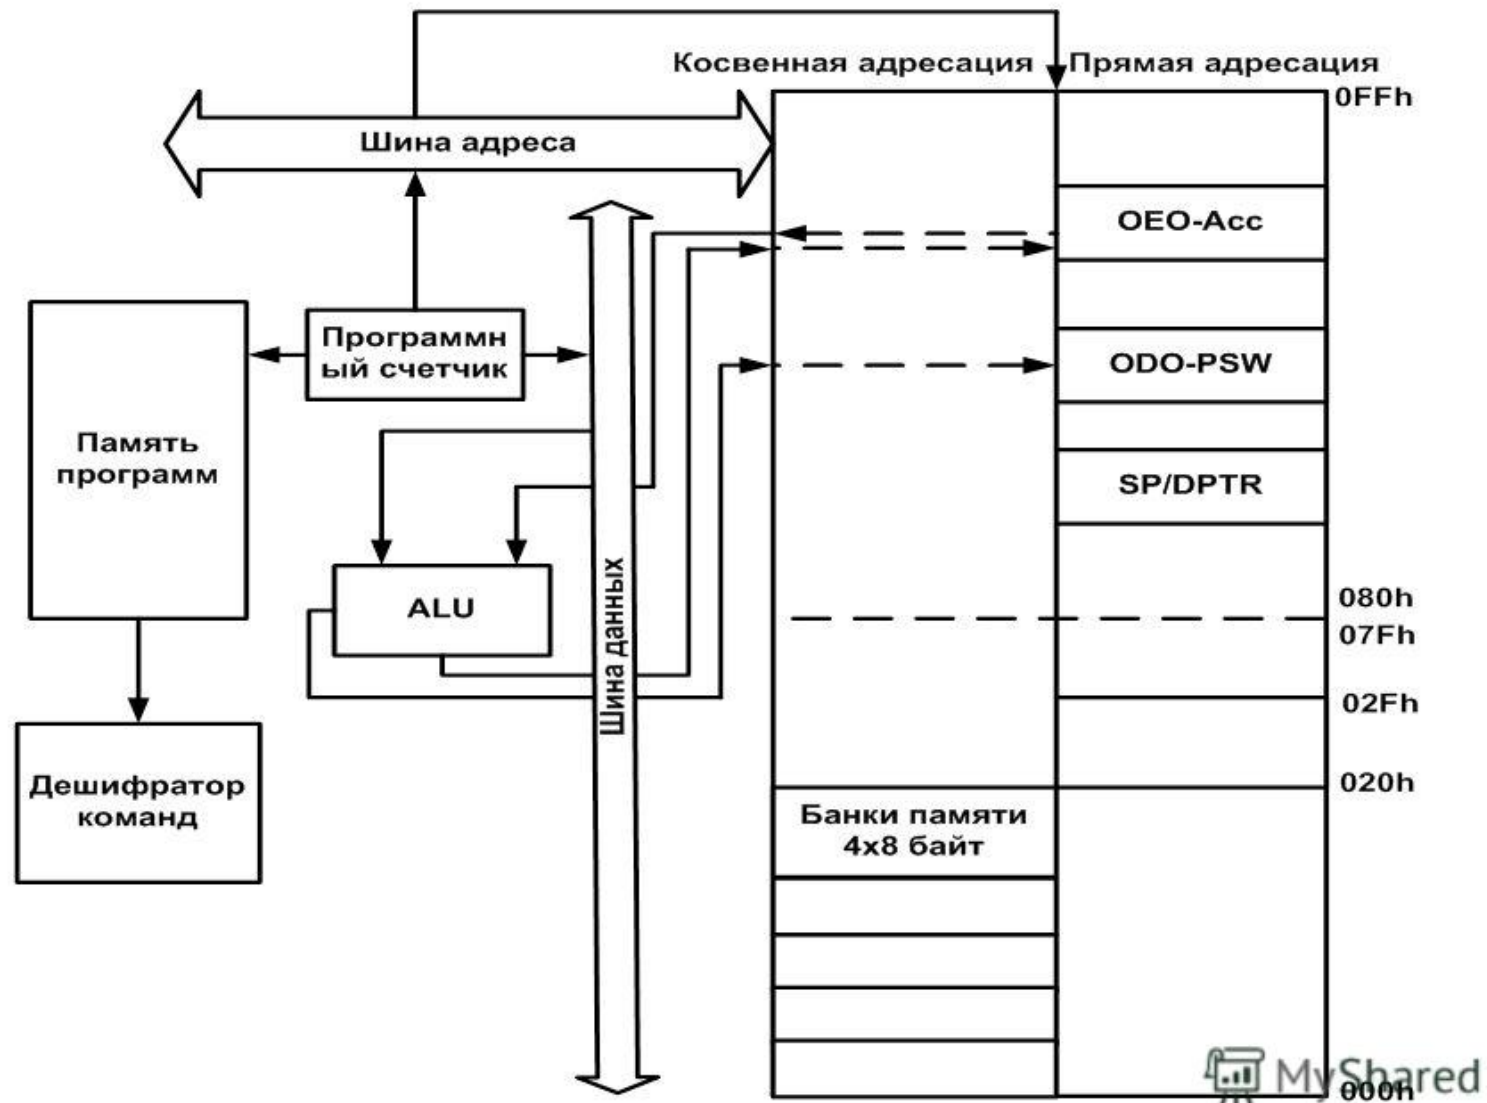 Косвенная адресация
Прямая адресация
0FFh
Шина адреса
OEO-Acc
Программн
ый счетчик
ODO-PSW
Память
программ
SP/DPTR
ALU
Шина данных
080h
07Fh
02Fh
020h
Дешифратор
команд
Банки памяти
4x8 байт
MyShared
000h